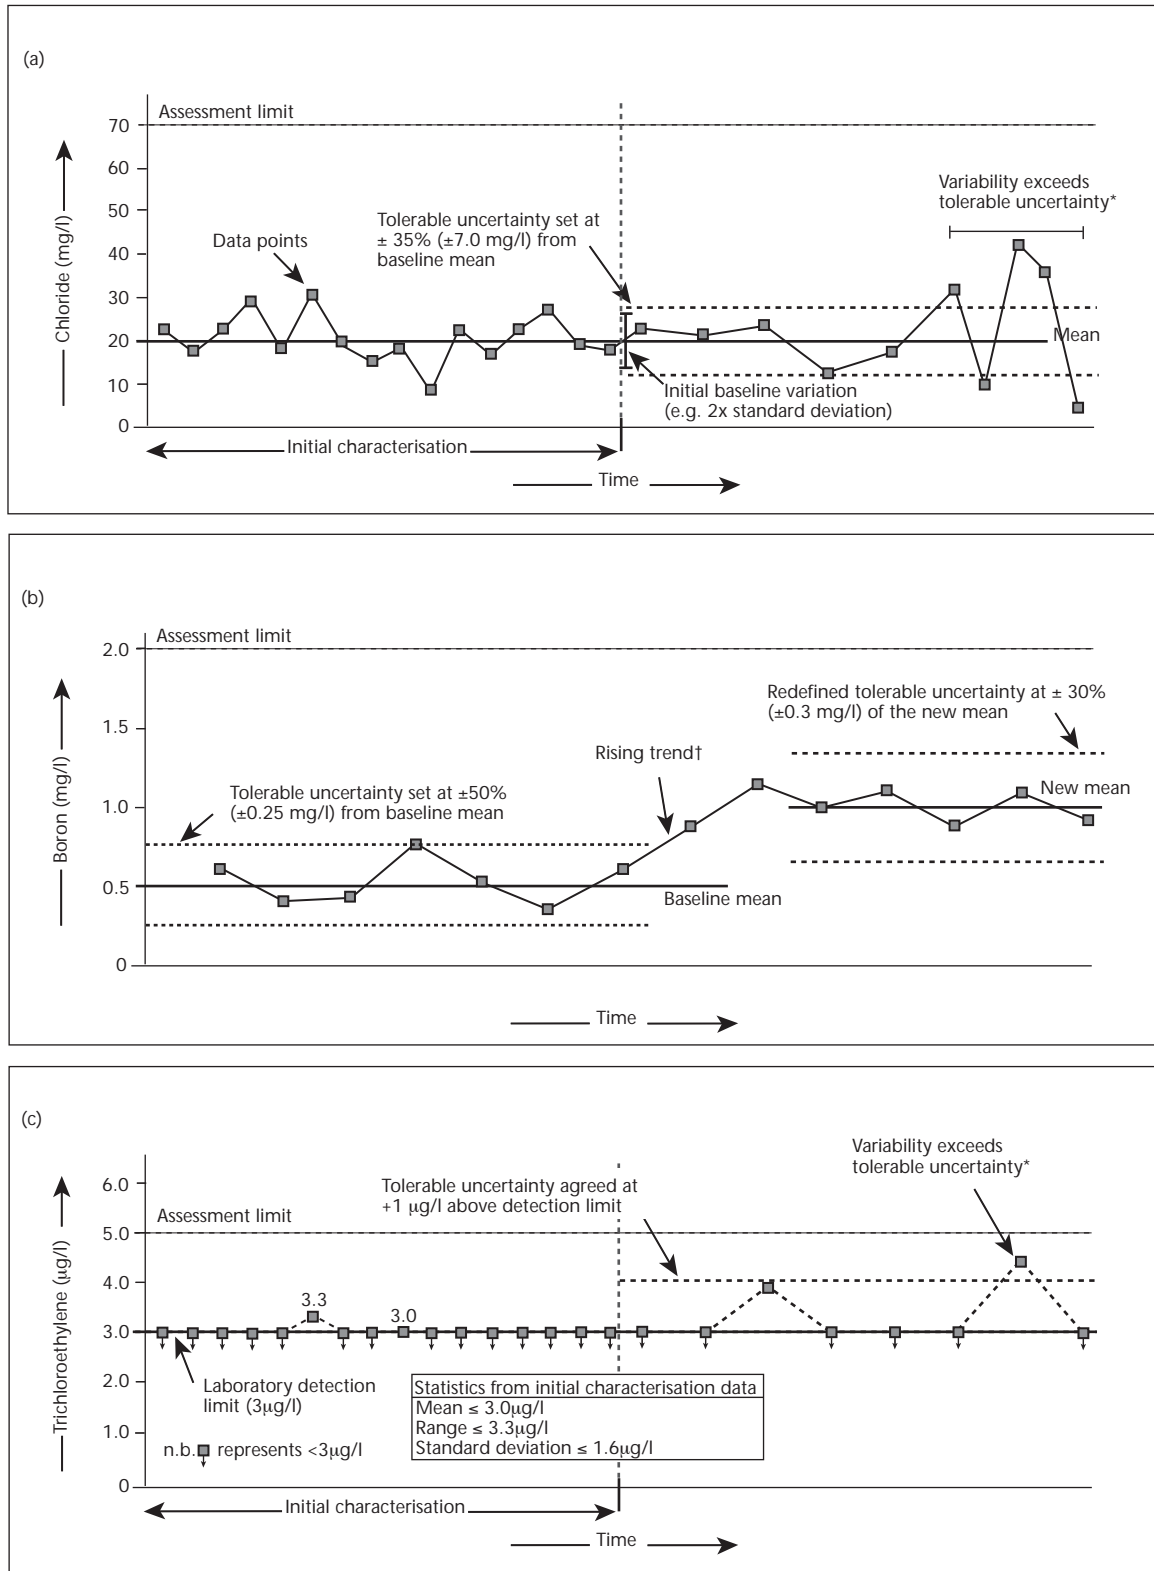 (a)
Assessment limit
70
60
50
40
30
20
10
0
Chloride (mg/l)
Data points
Tolerable uncertainty set at
± 35% (±7.0 mg/l) from
baseline mean
Variability exceeds
tolerable uncertainty*
Mean
Initial baseline variation
(e.g. 2x standard deviation)
Initial characterisation
Time
(b)
Assessment limit
2.0
1.5
1.0
0.5
0
Boron (mg/l)
Tolerable uncertainty set at ±50%
(±0.25 mg/l) from baseline mean
Rising trend†
Redefined tolerable uncertainty at ± 30%
(±0.3 mg/l) of the new mean
New mean
Baseline mean
Time
(c)
6.0
Assessment limit
5.0
4.0
3.0
2.0
1.0
0
Trichloroethylene (µg/l)
Tolerable uncertainty agreed at
+1 µg/l above detection limit
Variability exceeds
tolerable uncertainty*
3.3
3.0
Laboratory detection
limit (3µg/l)
n.b. represents <3µg/l
Statistics from initial characterisation data
Mean ≤ 3.0µg/l
Range ≤ 3.3µg/l
Standard deviation ≤ 1.6µg/l
Initial characterisation
Time